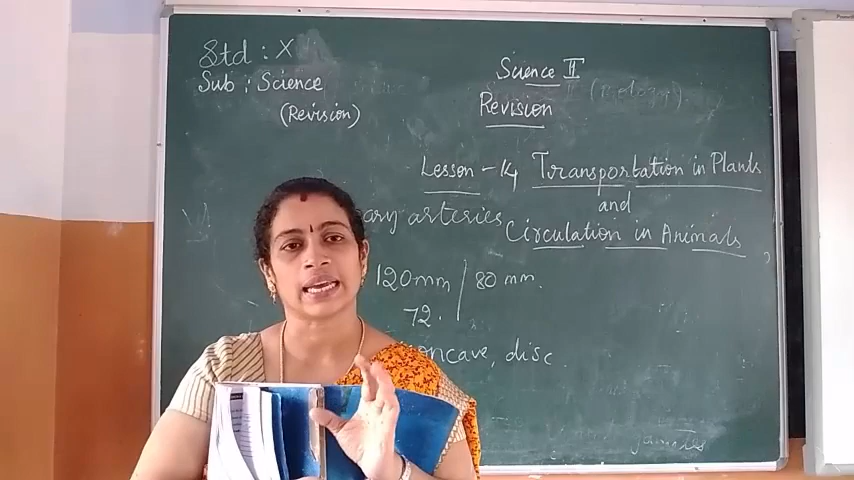 Std : X
Sub : Science
(Revision)
Science II
(Biology)
Revision
Lesson - 14 Transportation in Plants
and
Circulation in Animals
ary arteries
120mm / 80 mm.
72.
oncave, disc.